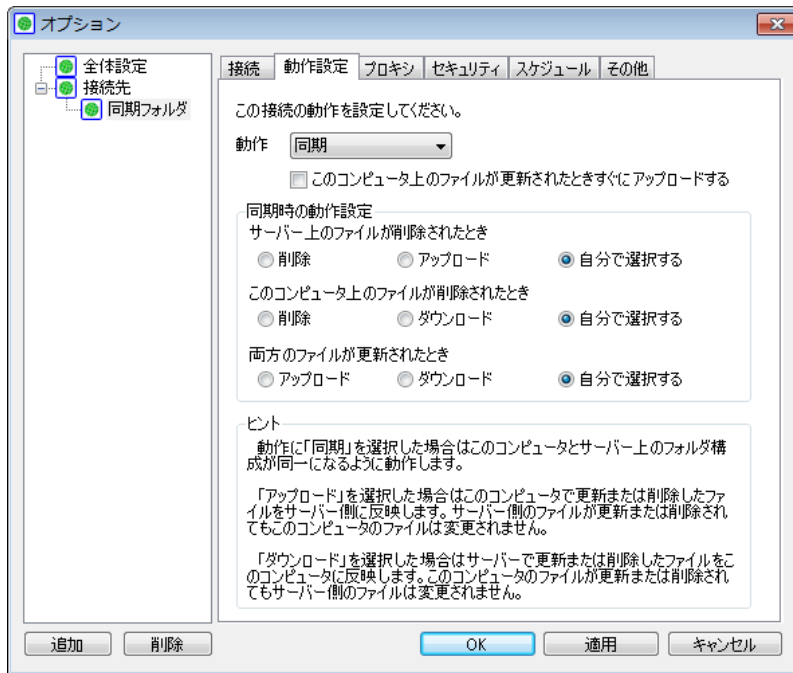 オプション
全体設定
接続先
同期フォルダ
接続 動作設定 プロキシ セキュリティ スケジュール その他
この接続の動作を設定してください。
動作 同期
このコンピュータ上のファイルが更新されたときすぐにアップロードする
同期時の動作設定
サーバー上のファイルが削除されたとき
削除 アップロード 自分で選択する
このコンピュータ上のファイルが削除されたとき
削除 ダウンロード 自分で選択する
両方のファイルが更新されたとき
アップロード ダウンロード 自分で選択する
ヒント
動作に「同期」を選択した場合はこのコンピュータとサーバー上のフォルダ構
成が同一になるように動作します。
「アップロード」を選択した場合はこのコンピュータで更新または削除したファ
イルをサーバー側に反映します。サーバー側のファイルが更新または削除され
てもこのコンピュータのファイルは変更されません。
「ダウンロード」を選択した場合はサーバーで更新または削除したファイルをこ
のコンピュータに反映します。このコンピュータのファイルが更新または削除され
てもサーバー側のファイルは変更されません。
追加 削除 OK 適用 キャンセル